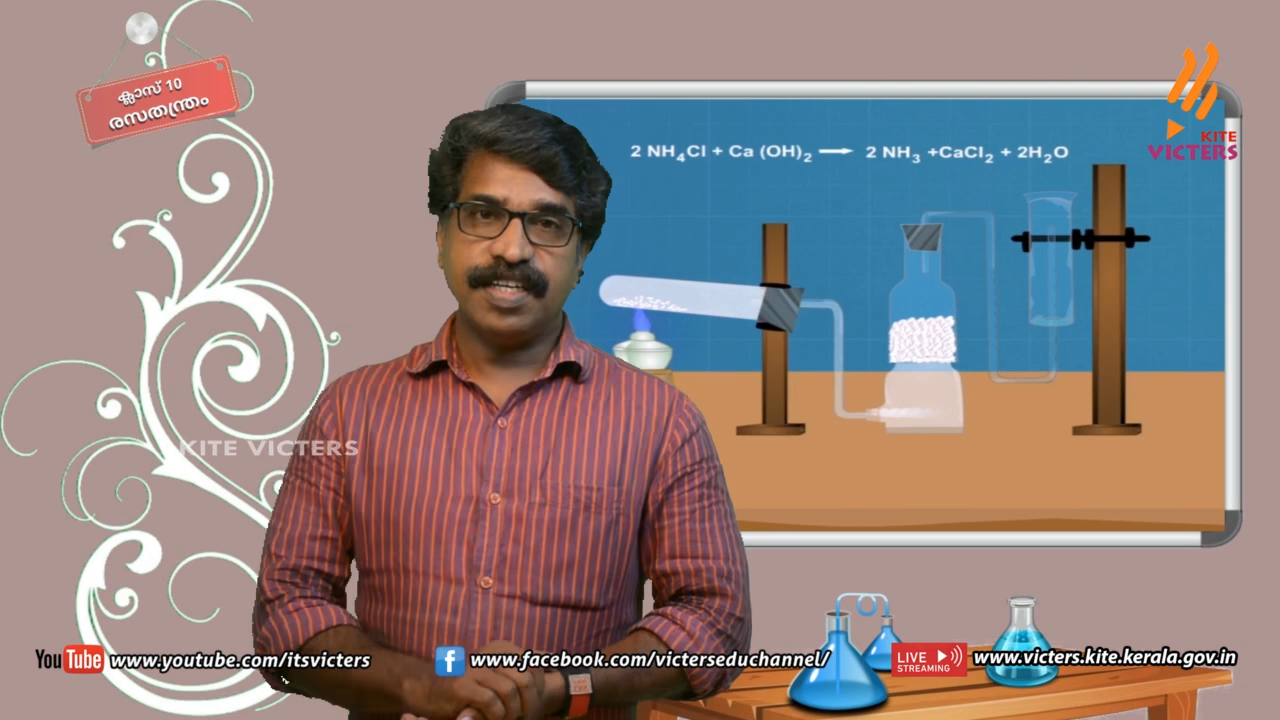 ക്ലാസ് 10
രസതന്ത്രം
2 NH₄Cl + Ca (OH)₂ ⟶ 2 NH₃ +CaCl₂ + 2H₂O
KITE
VICTERS
KITE VICTERS
YouTube www.youtube.com/itsvicters
f www.facebook.com/victerseduchannel/
LIVE
STREAMING
www.victers.kite.kerala.gov.in